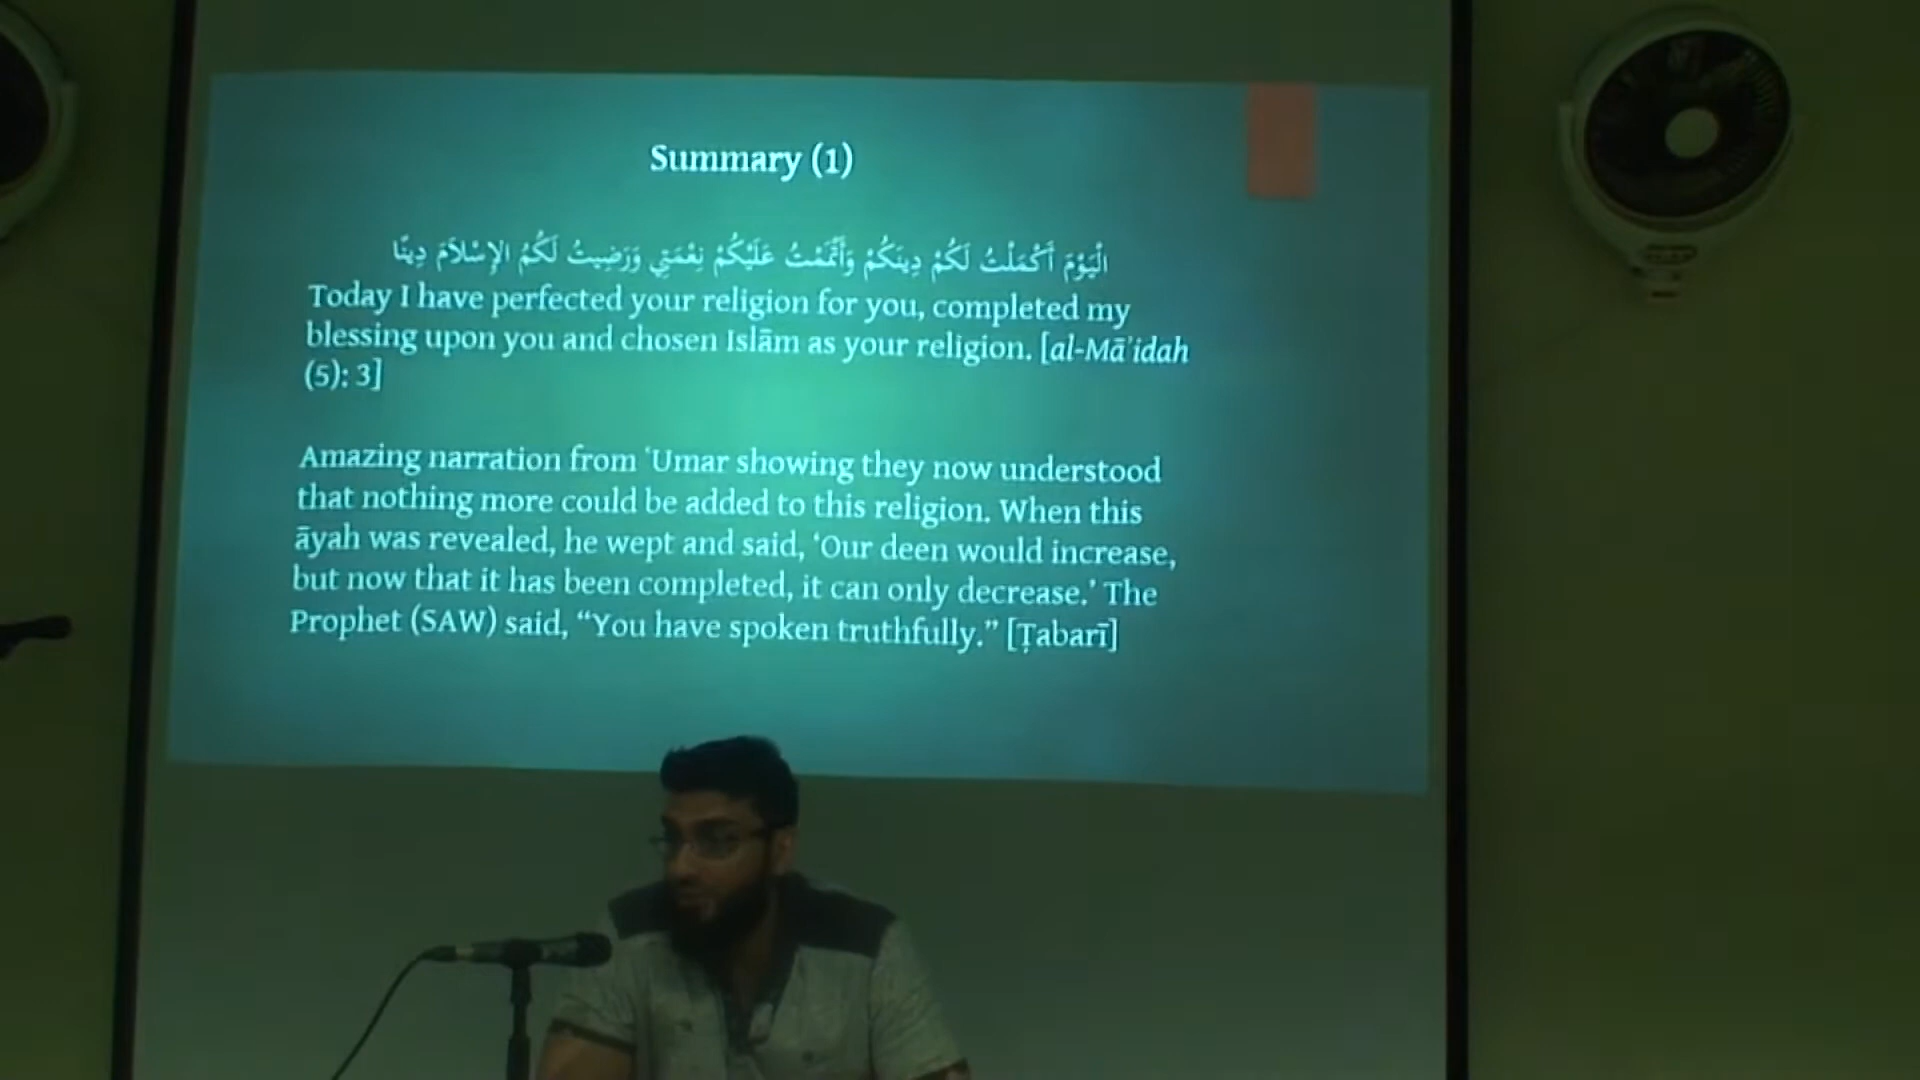 Summary (1)
الْيَوْمَ أَكْمَلْتُ لَكُمْ دِينَكُمْ وَأَتْمَمْتُ عَلَيْكُمْ نِعْمَتِي وَرَضِيتُ لَكُمُ الإِسْلاَمَ دِينًا
Today I have perfected your religion for you, completed my
blessing upon you and chosen Islām as your religion. [al-Mā'idah
(5): 3]
Amazing narration from ‘Umar showing they now understood
that nothing more could be added to this religion. When this
āyah was revealed, he wept and said, ‘Our deen would increase,
but now that it has been completed, it can only decrease.’ The
Prophet (SAW) said, “You have spoken truthfully.” [Ṭabarī]